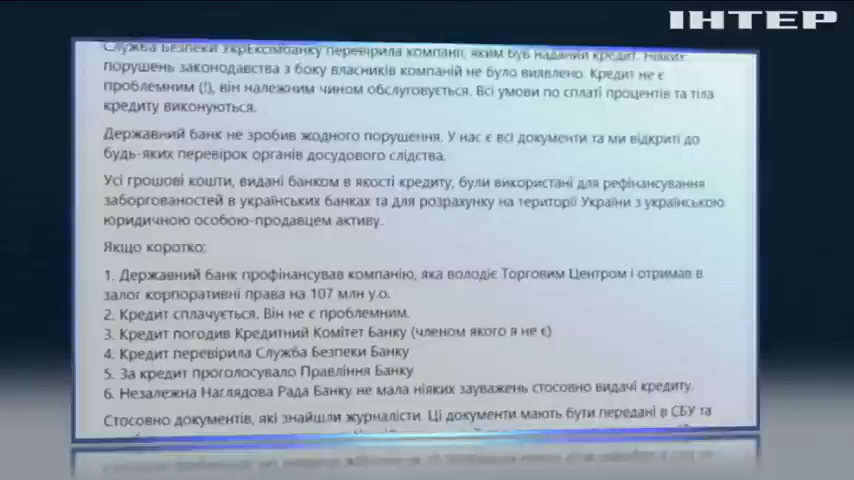 ІНТЕР
Служба Безпеки УкрЕксімбанку перевірила компанії, яким був наданий кредит. Ніяких
порушень законодавства з боку власників компаній не було виявлено. Кредит не є
проблемним (!), він належним чином обслуговується. Всі умови по сплаті процентів та тіла
кредиту виконуються.
Державний банк не зробив жодного порушення. У нас є всі документи та ми відкриті до
будь-яких перевірок органів досудового слідства.
Усі грошові кошти, видані банком в якості кредиту, були використані для рефінансування
заборгованостей в українських банках та для розрахунку на території України з українською
юридичною особою-продавцем активу.
Якщо коротко:
1. Державний банк профінансував компанію, яка володіє Торговим Центром і отримав в
залог корпоративні права на 107 млн у.о.
2. Кредит сплачується. Він не є проблемним.
3. Кредит погодив Кредитний Комітет Банку (членом якого я не є)
4. Кредит перевірила Служба Безпеки Банку
5. За кредит проголосувало Правління Банку
6. Незалежна Наглядова Рада Банку не мала ніяких зауважень стосовно видачі кредиту.
Стосовно документів, які знайшли журналісти. Ці документи мають бути передані в СБУ та